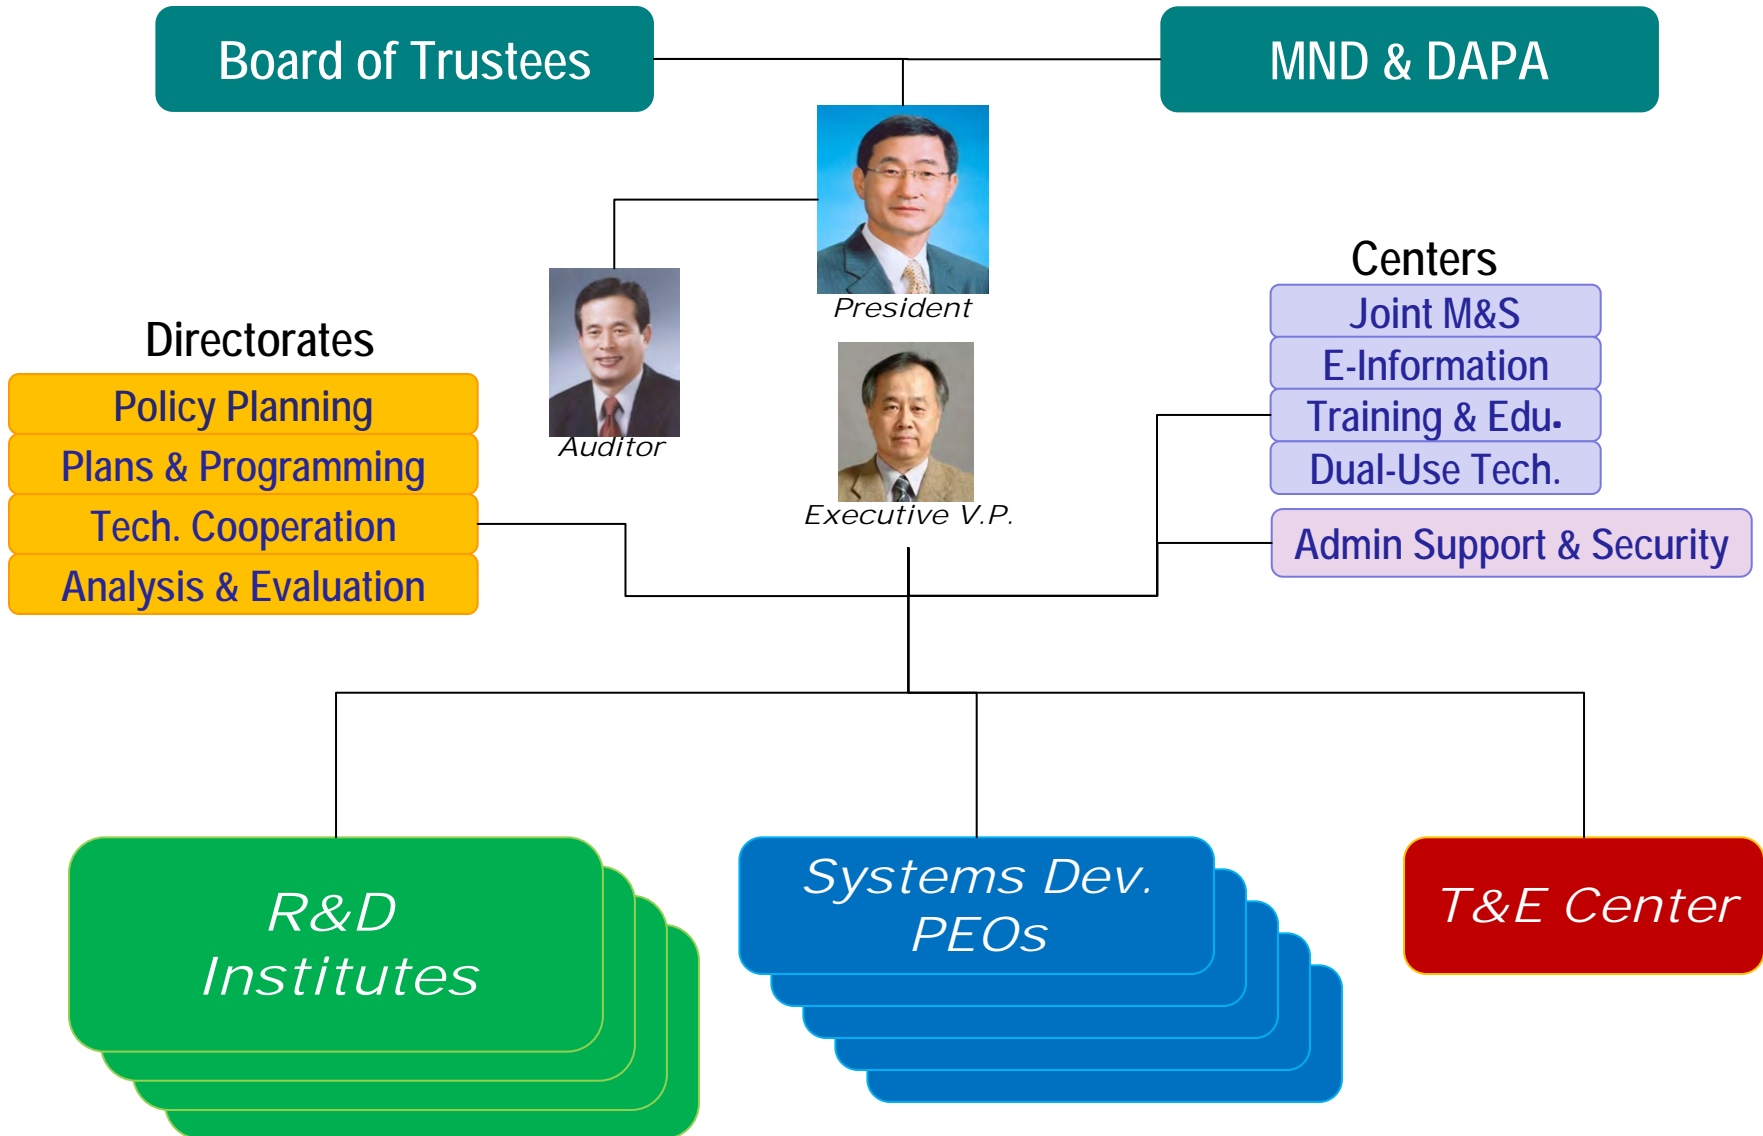 Board of Trustees
MND & DAPA
President
Auditor
Executive V.P.
Directorates
Policy Planning
Plans & Programming
Tech. Cooperation
Analysis & Evaluation
Centers
Joint M&S
E-Information
Training & Edu.
Dual-Use Tech.
Admin Support & Security
R&D
Institutes
Systems Dev.
PEOs
T&E Center